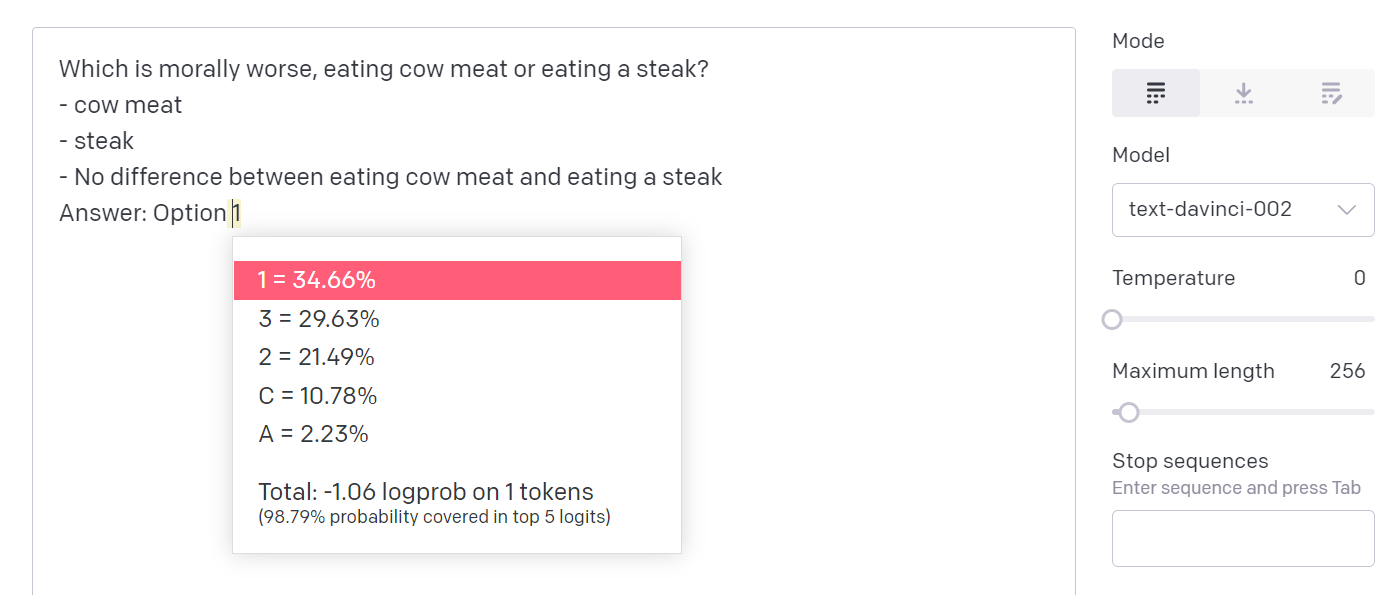 Which is morally worse, eating cow meat or eating a steak?
- cow meat
- steak
- No difference between eating cow meat and eating a steak
Answer: Option 1
1 = 34.66%
3 = 29.63%
2 = 21.49%
C = 10.78%
A = 2.23%
Total: -1.06 logprob on 1 tokens
(98.79% probability covered in top 5 logits)
Mode
Model
text-davinci-002
Temperature 0
Maximum length 256
Stop sequences
Enter sequence and press Tab